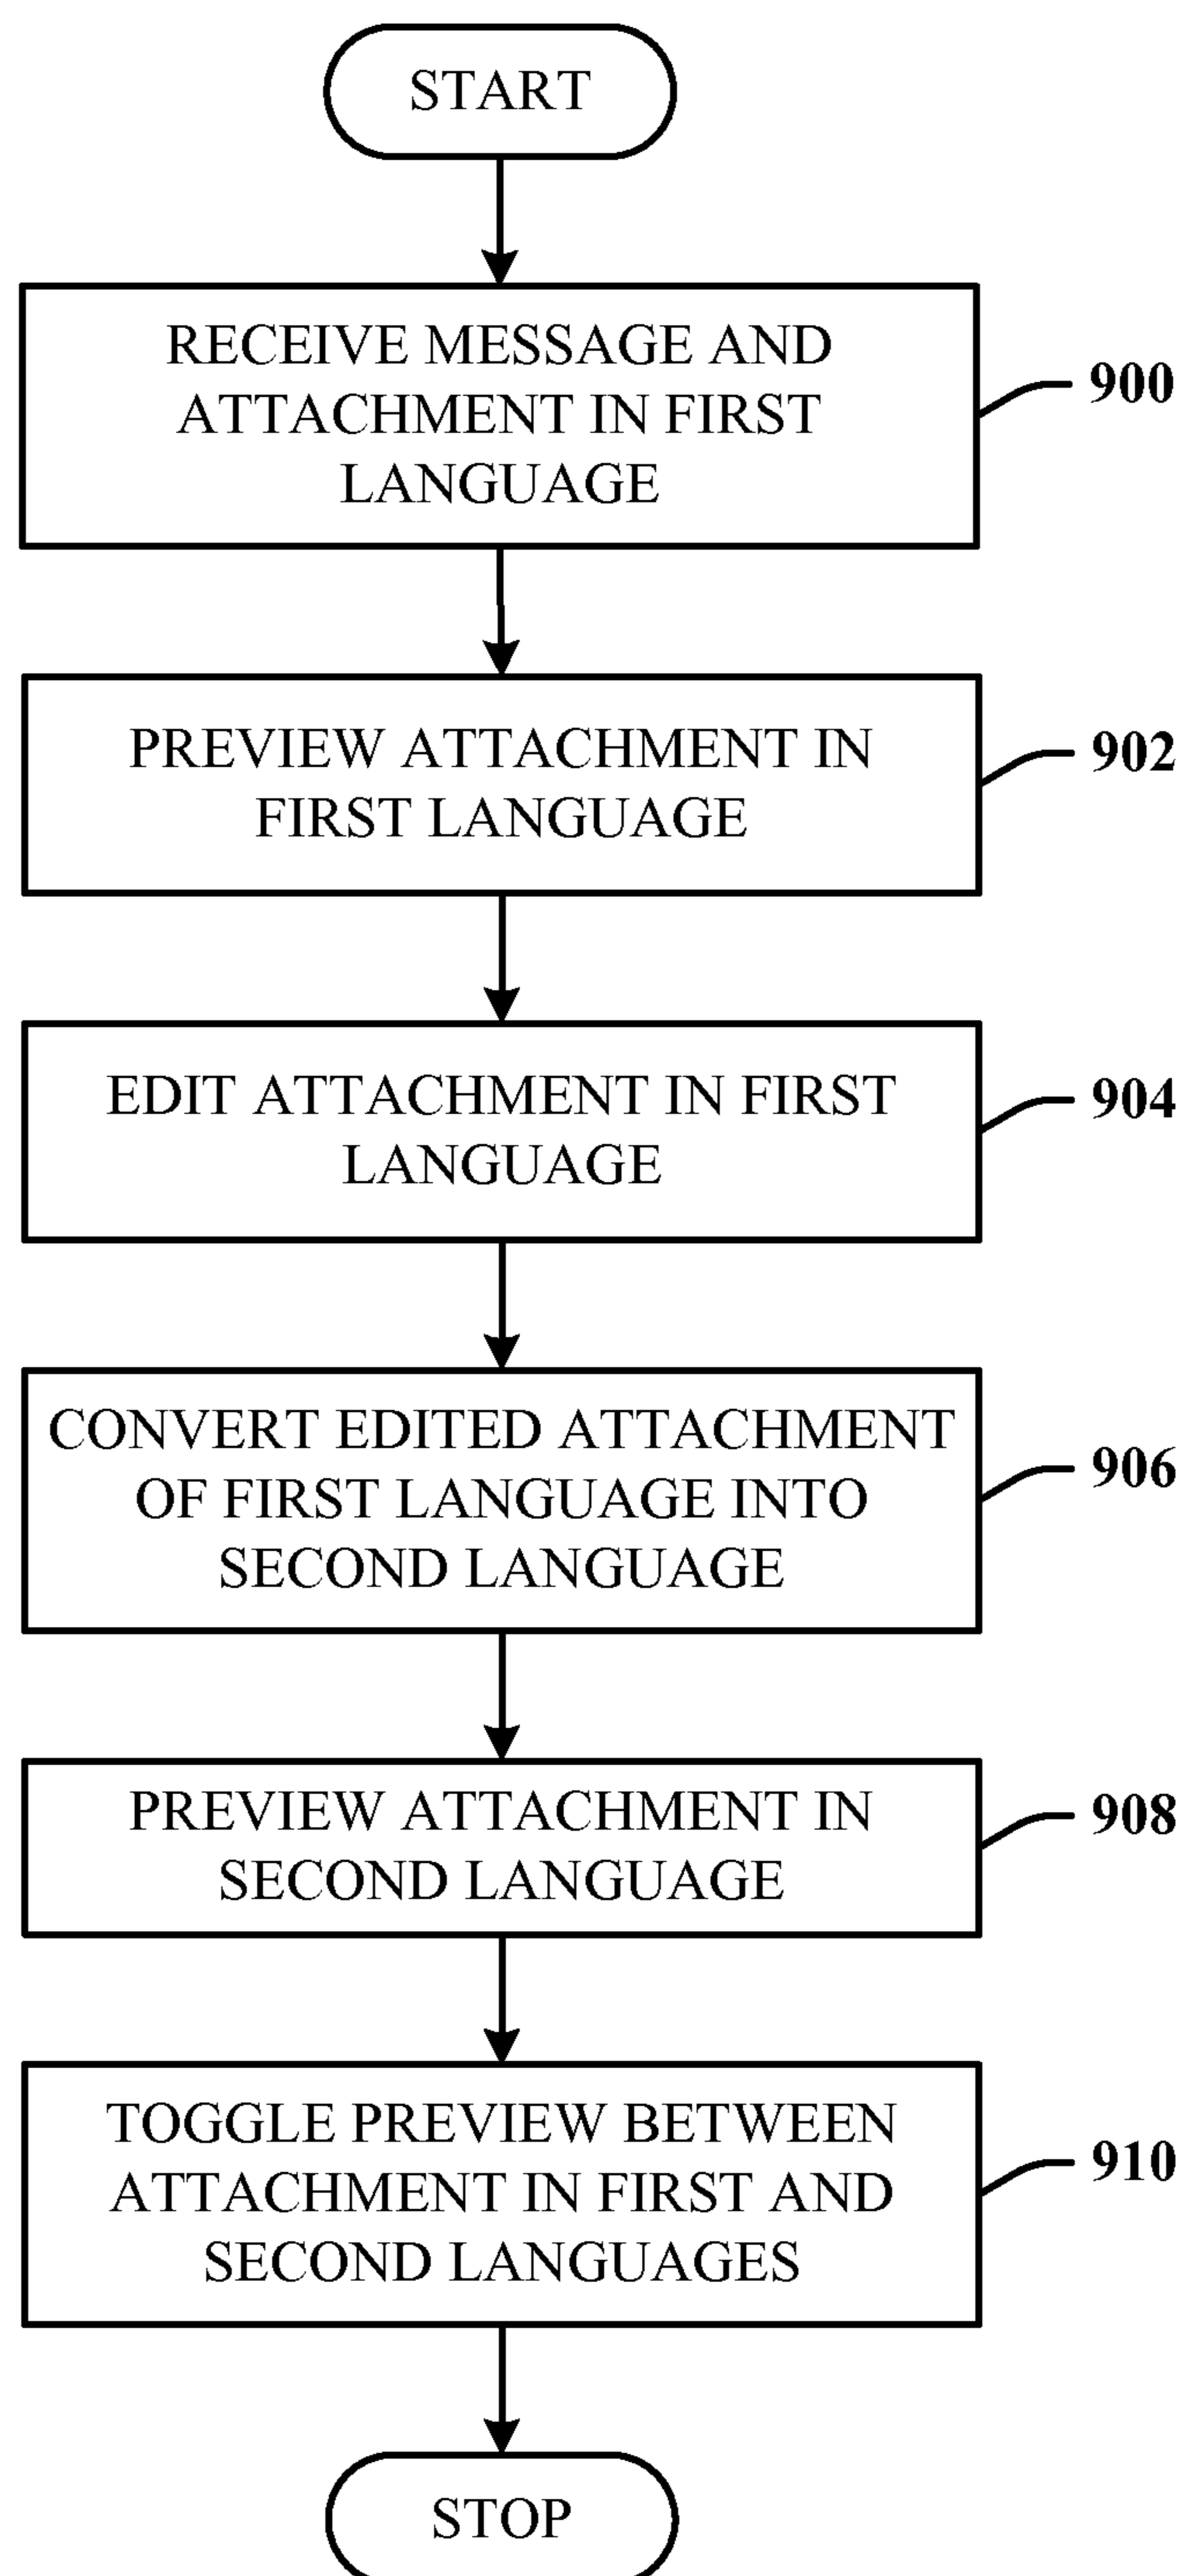 START
RECEIVE MESSAGE AND
ATTACHMENT IN FIRST
LANGUAGE
900
PREVIEW ATTACHMENT IN
FIRST LANGUAGE
902
EDIT ATTACHMENT IN FIRST
LANGUAGE
904
CONVERT EDITED ATTACHMENT
OF FIRST LANGUAGE INTO
SECOND LANGUAGE
906
PREVIEW ATTACHMENT IN
SECOND LANGUAGE
908
TOGGLE PREVIEW BETWEEN
ATTACHMENT IN FIRST AND
SECOND LANGUAGES
910
STOP